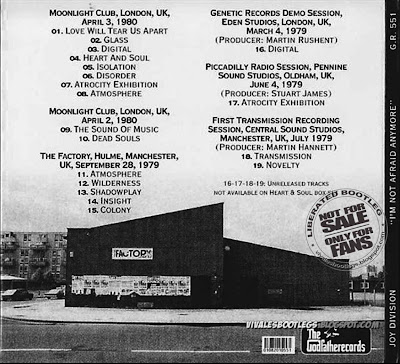 MOONLIGHT CLUB, LONDON, UK,
APRIL 3, 1980
01. LOVE WILL TEAR US APART
02. GLASS
03. DIGITAL
04. HEART AND SOUL
05. ISOLATION
06. DISORDER
07. ATROCITY EXHIBITION
08. ATMOSPHERE
MOONLIGHT CLUB, LONDON, UK,
APRIL 2, 1980
09. THE SOUND OF MUSIC
10. DEAD SOULS
THE FACTORY, HULME, MANCHESTER,
UK, SEPTEMBER 28, 1979
11. ATMOSPHERE
12. WILDERNESS
13. SHADOWPLAY
14. INSIGHT
15. COLONY
GENETIC RECORDS DEMO SESSION,
EDEN STUDIOS, LONDON, UK,
MARCH 4, 1979
(PRODUCER: MARTIN RUSHENT)
16. DIGITAL
PICCADILLY RADIO SESSION, PENNINE
SOUND STUDIOS, OLDHAM, UK,
JUNE 4, 1979
(PRODUCER: STUART JAMES)
17. ATROCITY EXHIBITION
FIRST TRANSMISSION RECORDING
SESSION, CENTRAL SOUND STUDIOS,
MANCHESTER, UK, JULY 1979
(PRODUCER: MARTIN HANNETT)
18. TRANSMISSION
19. NOVELTY
16-17-18-19: UNRELEASED TRACKS
NOT AVAILABLE ON HEART & SOUL BOX
LIBERATED BOOTLEG
NOT FOR
SALE
ONLY FOR
FANS
FACTORY
VIVALESBOOTLEGS.BLOGSPOT.COM
The
Godfatherecords
G.R. 551
"I'M NOT AFRAID ANYMORE"
JOY DIVISION